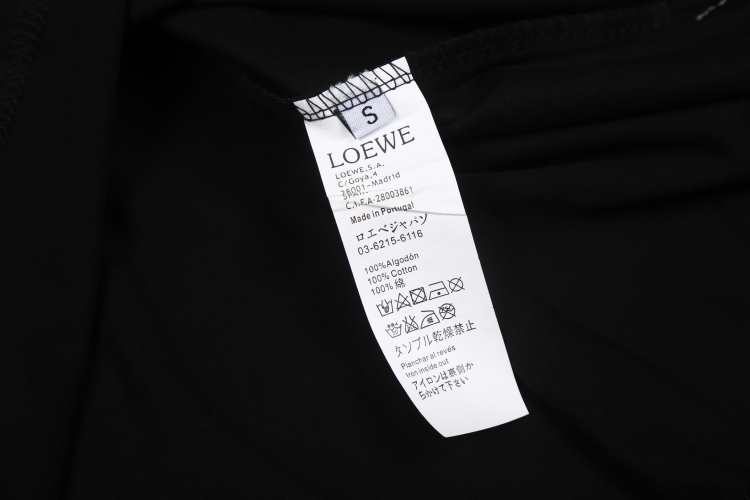 S
LOEWE
LOEWE,S.A.
C/Goya,4
28001-Madrid
SPAIN
C.I.F.A-28003861
Made in Portugal
ロエベジャパン
03-6215-6116
100%Algodón
100% Cotton
100% 綿
タンブル乾燥禁止
Planchar al revés
Iron inside out
アイロンは裏側か
らかけて下さい